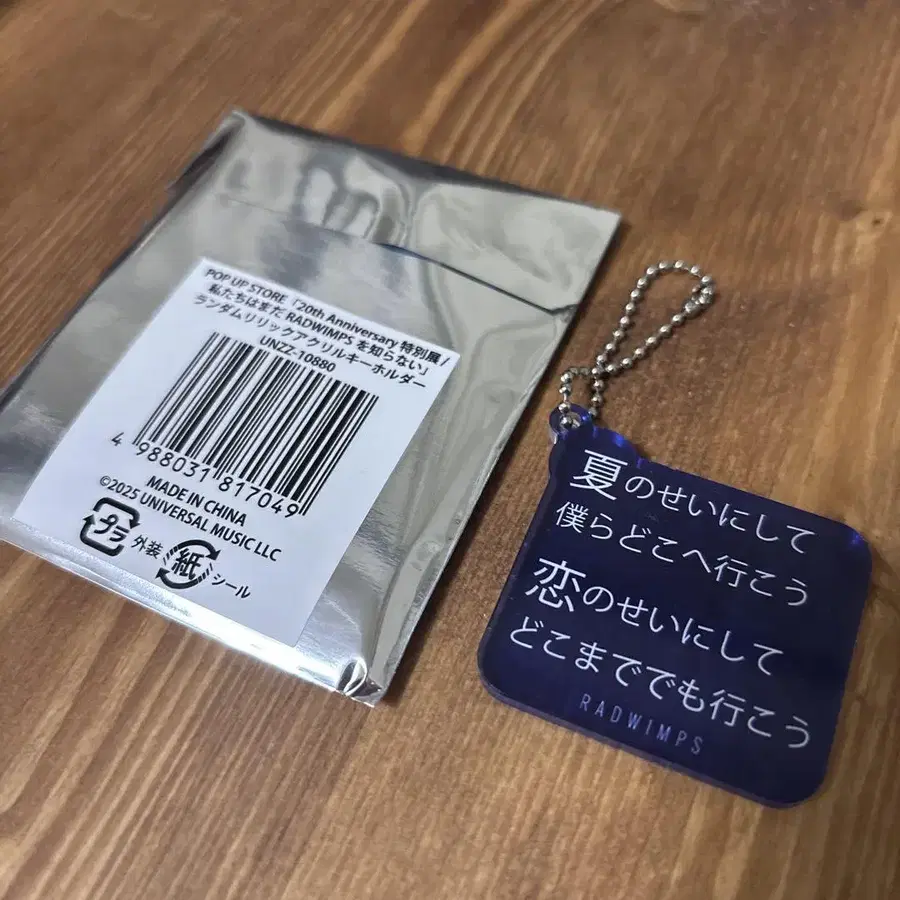 POP UP STORE「20th Anniversary 特別展 /
私たちはまだ RADWIMPS を知らない」
ランダムリリックアクリルキーホルダー
UNZZ-10880
4 988031 817049
MADE IN CHINA
©2025 UNIVERSAL MUSIC LLC
プラ 外装 紙 シール
夏のせいにして
僕らどこへ行こう
恋のせいにして
どこまででも行こう
RADWIMPS